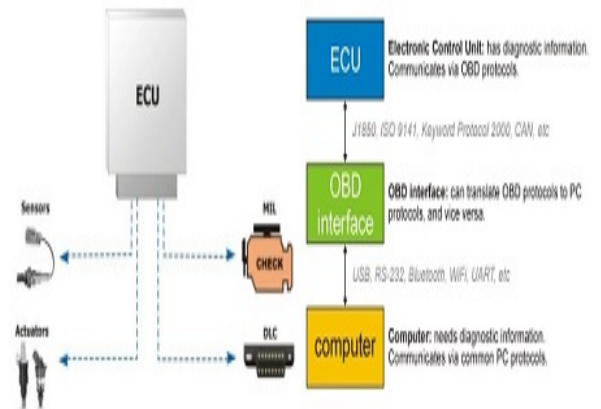 ECU
Sensors
MIL
CHECK
Actuators
DLC
ECU
Electronic Control Unit: has diagnostic information.
Communicates via OBD protocols.
J1850, ISO 9141, Keyword Protocol 2000, CAN, etc
OBD
interface
OBD interface: can translate OBD protocols to PC
protocols, and vice versa.
USB, RS-232, Bluetooth, WiFi, UART, etc
computer
Computer: needs diagnostic information.
Communicates via common PC protocols.